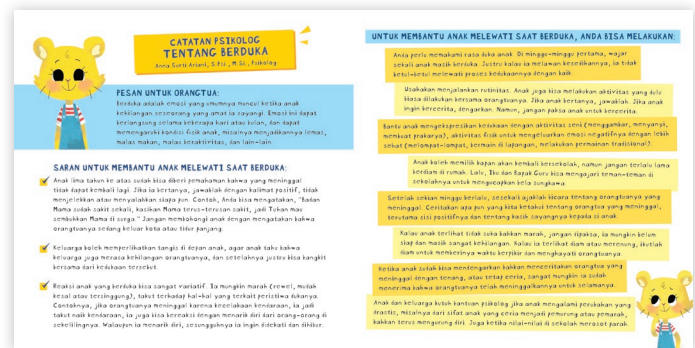 CATATAN PSIKOLOG
TENTANG BERDUKA
Anna Surti Ariani, S.Psi., M.Si., Psikolog
PESAN UNTUK ORANGTUA:
Berduka adalah emosi yang umumnya muncul ketika anak
kehilangan seseorang yang amat ia sayangi. Emosi ini dapat
berlangsung selama beberapa hari atau bulan, dan dapat
memengaruhi kondisi fisik anak, misalnya menjadikannya lemas,
malas makan, malas beraktivitas, dan lain-lain.
SARAN UNTUK MEMBANTU ANAK MELEWATI SAAT BERDUKA:
Anak lima tahun ke atas sudah bisa diberi pemahaman bahwa yang meninggal
tidak dapat kembali lagi. Jika ia bertanya, jawablah dengan kalimat positif, tidak
menjelekkan atau menyalahkan siapa pun. Contoh, Anda bisa mengatakan, "Badan
Mama sudah sakit sekali, kasihan Mama terus-terusan sakit, jadi Tuhan mau
sembuhkan Mama di surga." Jangan membohongi anak dengan mengatakan bahwa
orangtuanya sedang keluar kota atau tidur panjang.
Keluarga boleh memperlihatkan tangis di depan anak, agar anak tahu bahwa
keluarga juga merasa kehilangan orangtuanya, dan setelahnya justru bisa bangkit
bersama dari kedukaan tersebut.
Reaksi anak yang berduka bisa sangat variatif. Ia mungkin marah (rewel, mudah
kesal atau tersinggung), takut terhadap hal-hal yang terkait peristiwa dukanya.
Contohnya, jika orangtuanya meninggal karena kecelakaan kendaraan, ia jadi
takut naik kendaraan, ia juga bisa bereaksi dengan menarik diri dari orang-orang di
sekelilingnya. Walaupun ia menarik diri, sesungguhnya ia ingin didekati dan dihibur.
UNTUK MEMBANTU ANAK MELEWATI SAAT BERDUKA, ANDA BISA MELAKUKAN:
Anda perlu memahami rasa duka anak. Di minggu-minggu pertama, wajar
sekali anak masih berduka. Justru kalau ia melawan kesedihannya, ia tidak
betul-betul melewati proses kedukaannya dengan baik.
Usahakan menjalankan rutinitas. Anak juga bisa melakukan aktivitas yang dulu
biasa dilakukan bersama orangtuanya. Jika anak bertanya, jawablah. Jika anak
ingin bercerita, dengarkan. Namun, jangan paksa anak untuk bercerita.
Bantu anak mengekspresikan kedukaan dengan aktivitas seni (menggambar, menyanyi,
membuat prakarya), aktivitas fisik untuk mengeluarkan emosi negatifnya dengan lebih
sehat (melompat-lompat, bermain di lapangan, melakukan permainan tradisional).
Anak boleh memilih kapan akan kembali bersekolah, namun jangan terlalu lama
berdiam di rumah. Lalu, Ibu dan Bapak Guru bisa mengajari teman-teman di
sekolahnya untuk mengucapkan bela sungkawa.
Setelah sekian minggu berlalu, sesekali ajaklah bicara tentang orangtuanya yang
meninggal. Ceritakan apa pun yang kita ketahui tentang orangtuanya yang meninggal,
terutama sisi positifnya dan tentang kasih sayangnya kepada si anak.
Kalau anak terlihat tidak suka bahkan marah, jangan dipaksa, ia mungkin belum
siap dan masih sangat kehilangan. Kalau ia terlihat diam atau merenung, ikutlah
diam untuk memberinya waktu berpikir dan menghayati orangtuanya.
Ketika anak sudah bisa mendengarkan bahkan menceritakan orangtua yang
meninggal dengan tenang, atau tetap ceria, sangat mungkin ia sudah
menerima bahwa orangtuanya telah meninggalkannya untuk selamanya.
Anak dan keluarga butuh bantuan psikolog jika anak mengalami perubahan yang
drastis, misalnya dari sifat anak yang ceria menjadi pemurung atau pemarah,
bahkan terus mengurung diri. Juga ketika nilai-nilai di sekolah merosot parah.